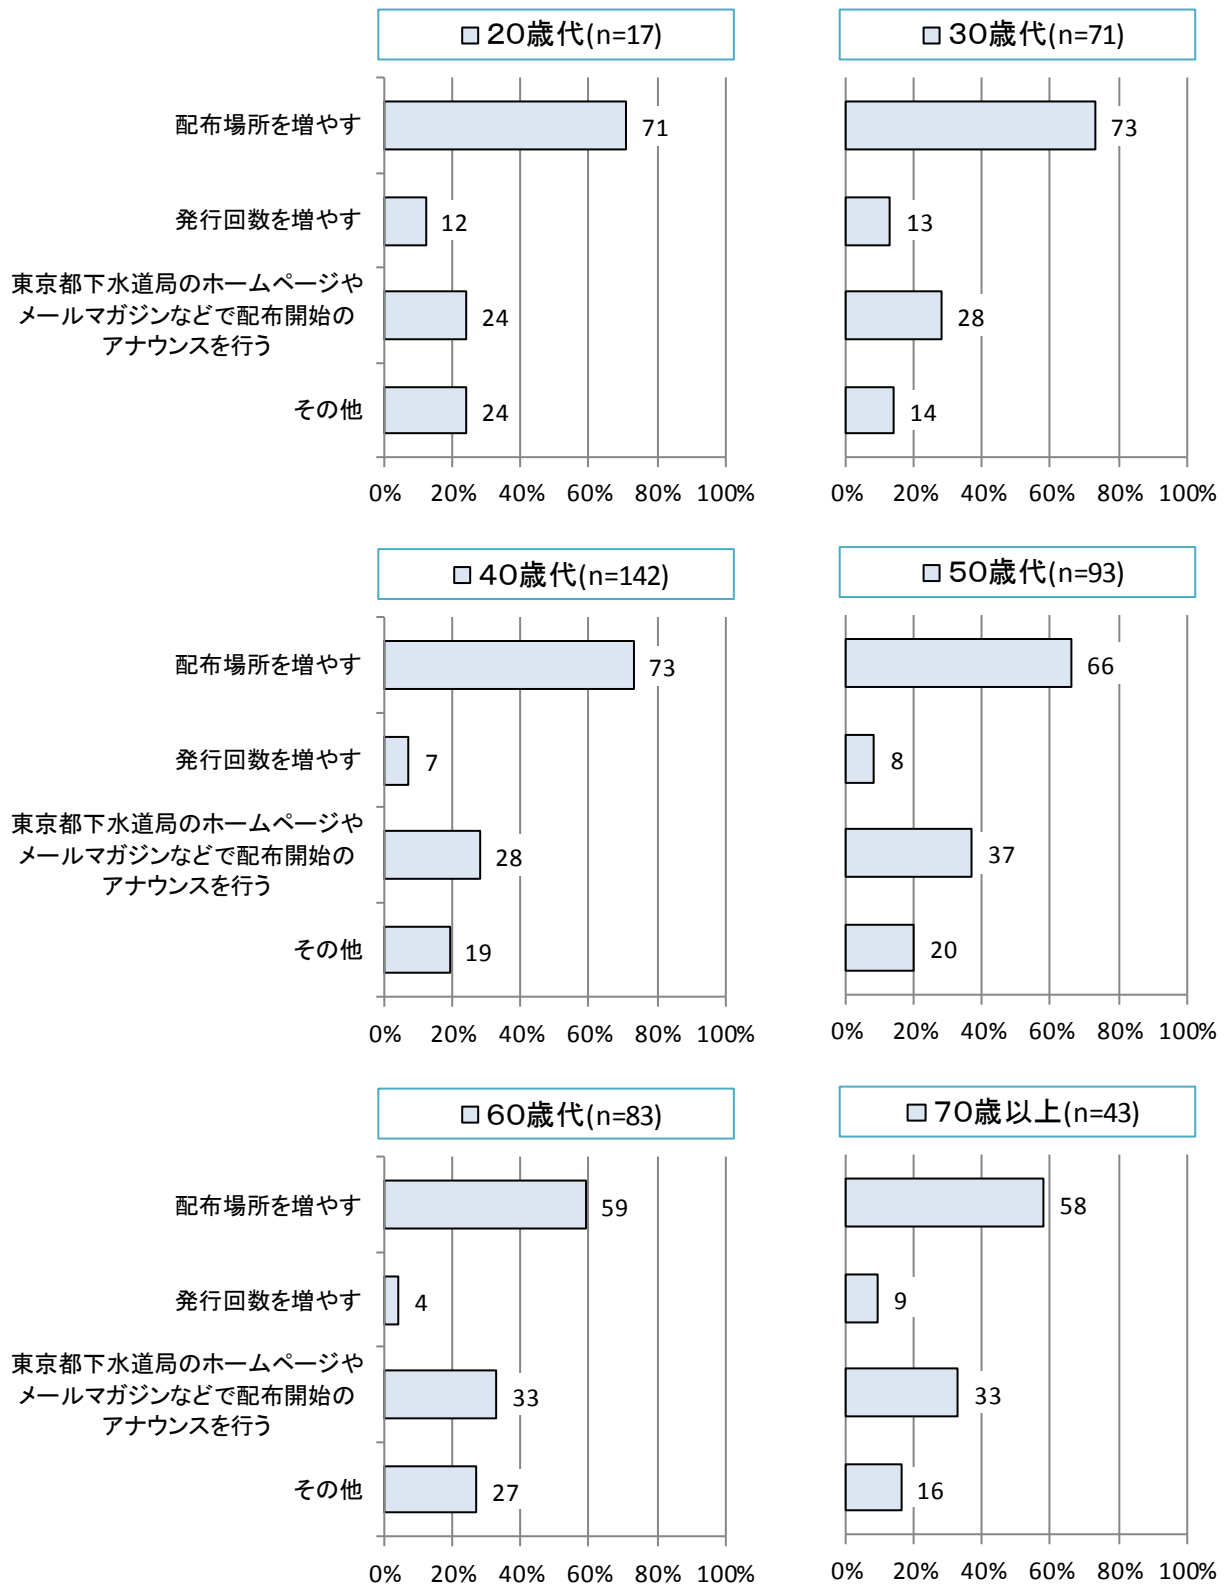 20歳代(n=17)
配布場所を増やす
71
発行回数を増やす
12
東京都下水道局のホームページや
メールマガジンなどで配布開始の
アナウンスを行う
24
その他
24
0% 20% 40% 60% 80% 100%
30歳代(n=71)
73
13
28
14
0% 20% 40% 60% 80% 100%
40歳代(n=142)
配布場所を増やす
73
発行回数を増やす
7
東京都下水道局のホームページや
メールマガジンなどで配布開始の
アナウンスを行う
28
その他
19
0% 20% 40% 60% 80% 100%
50歳代(n=93)
66
8
37
20
0% 20% 40% 60% 80% 100%
60歳代(n=83)
配布場所を増やす
59
発行回数を増やす
4
東京都下水道局のホームページや
メールマガジンなどで配布開始の
アナウンスを行う
33
その他
27
0% 20% 40% 60% 80% 100%
70歳以上(n=43)
58
9
33
16
0% 20% 40% 60% 80% 100%